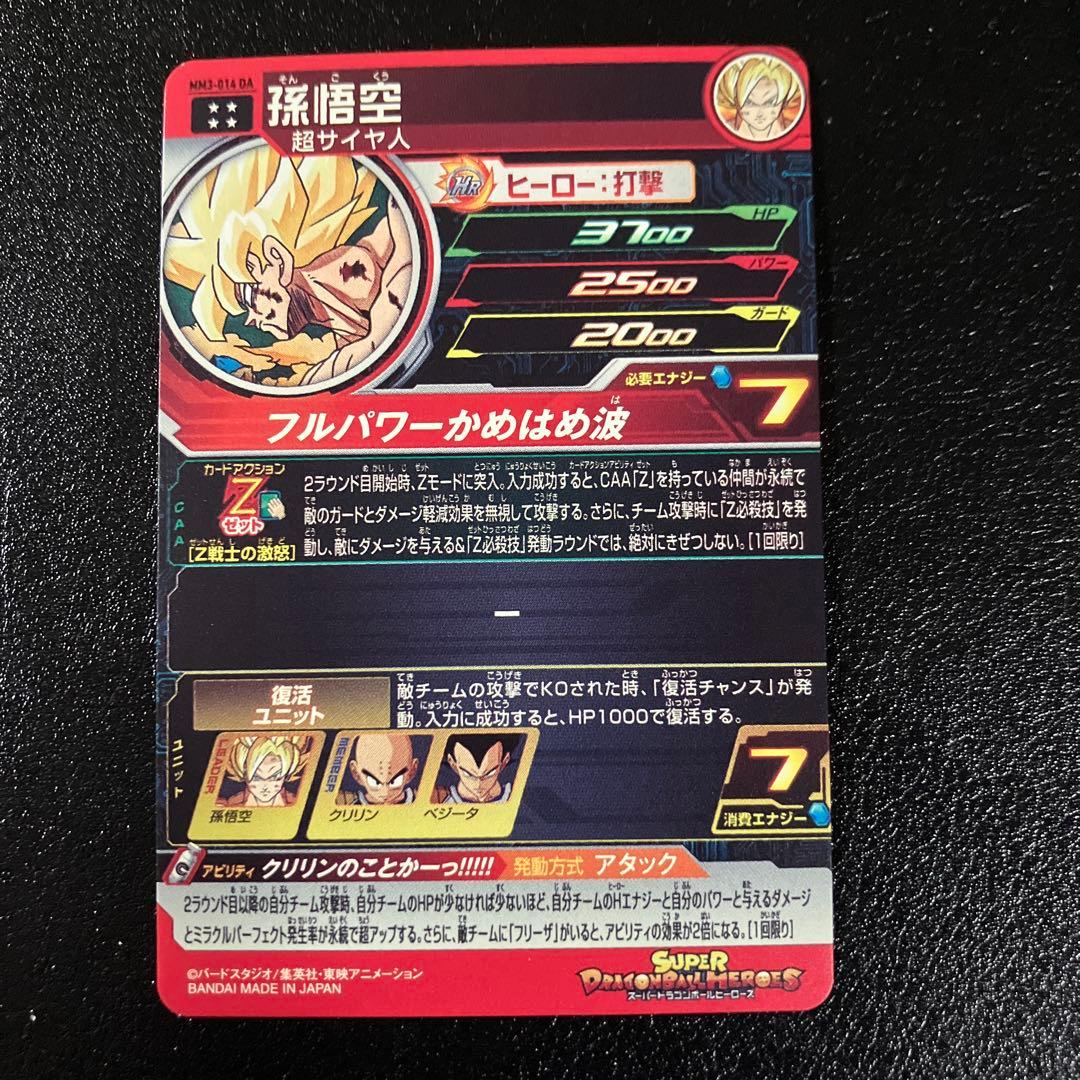 MM3-014 DA
孫悟空
超サイヤ人
HR
ヒーロー:打撃
HP
3700
パワー
2500
ガード
2000
必要エナジー
7
フルパワーかめはめ波
カードアクション
Z
ゼット
CAA
[Z戦士の激怒]
2ラウンド目開始時、Zモードに突入。入力成功すると、CAA「Z」を持っている仲間が永続で
敵のガードとダメージ軽減効果を無視して攻撃する。さらに、チーム攻撃時に「Z必殺技」を発
動し、敵にダメージを与える&「Z必殺技」発動ラウンドでは、絶対にきぜつしない。[1回限り]
ー
ユニット
復活
ユニット
敵チームの攻撃でKOされた時、「復活チャンス」が発
動。入力に成功すると、HP1000で復活する。
LEADER
孫悟空
MEMBER
クリリン
ベジータ
7
消費エナジー
アビリティ クリリンのことかーっ!!!!! 発動方式 アタック
2ラウンド目以降の自分チーム攻撃時、自分チームのHPが少なければ少ないほど、自分チームのHエナジーと自分のパワーと与えるダメージ
とミラクルパーフェクト発生率が永続で超アップする。さらに、敵チームに「フリーザ」がいると、アビリティの効果が2倍になる。[1回限り]
©バードスタジオ/集英社・東映アニメーション
BANDAI MADE IN JAPAN
SUPER
DRAGONBALL HEROES
スーパードラゴンボールヒーローズ